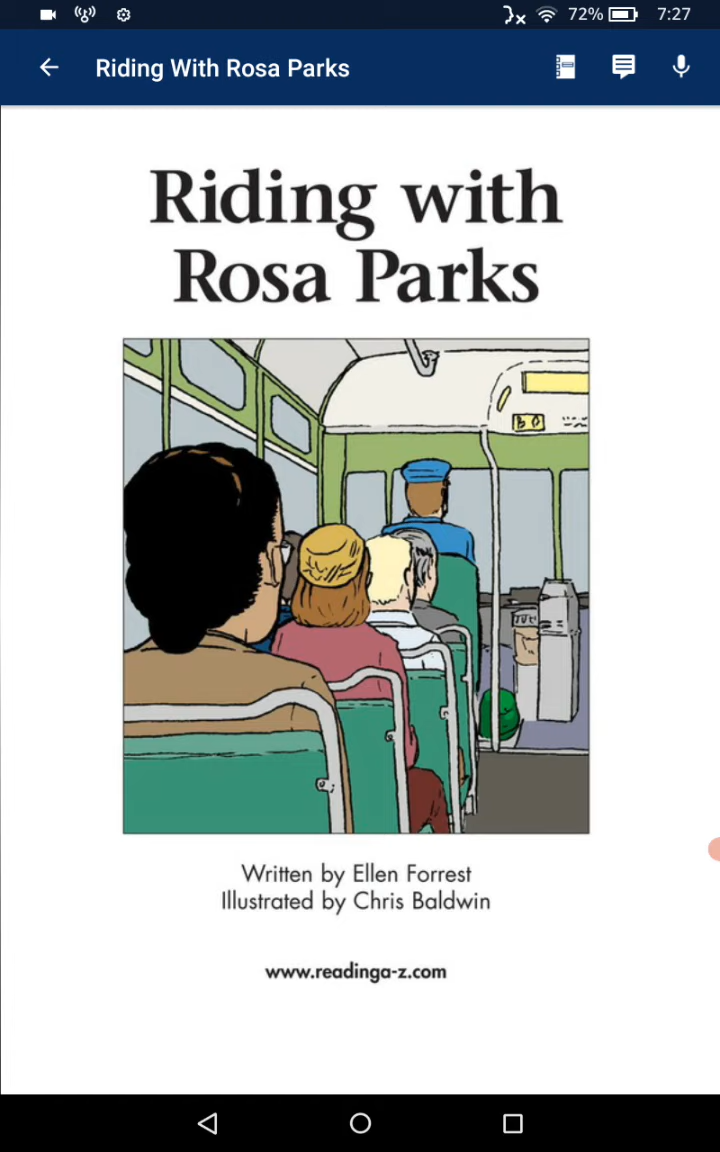 72% 7:27
Riding With Rosa Parks
Riding with
Rosa Parks
Written by Ellen Forrest
Illustrated by Chris Baldwin
www.readinga-z.com